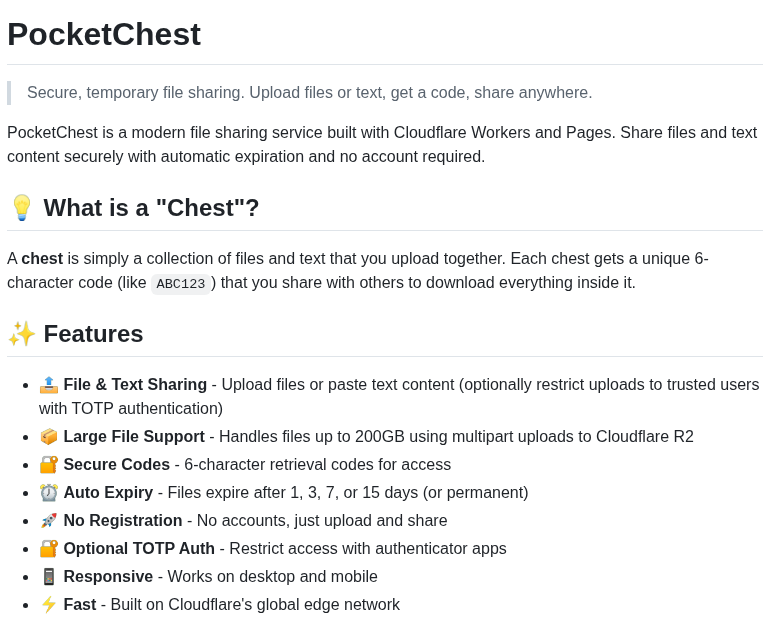 PocketChest
Secure, temporary file sharing. Upload files or text, get a code, share anywhere.
PocketChest is a modern file sharing service built with Cloudflare Workers and Pages. Share files and text
content securely with automatic expiration and no account required.
💡 What is a "Chest"?
A chest is simply a collection of files and text that you upload together. Each chest gets a unique 6-
character code (like ABC123 ) that you share with others to download everything inside it.
✨ Features
• 📤 File & Text Sharing - Upload files or paste text content (optionally restrict uploads to trusted users
with TOTP authentication)
• 📦 Large File Support - Handles files up to 200GB using multipart uploads to Cloudflare R2
• 🔐 Secure Codes - 6-character retrieval codes for access
• ⏰ Auto Expiry - Files expire after 1, 3, 7, or 15 days (or permanent)
• 🚀 No Registration - No accounts, just upload and share
• 🔐 Optional TOTP Auth - Restrict access with authenticator apps
• 📱 Responsive - Works on desktop and mobile
• ⚡ Fast - Built on Cloudflare's global edge network